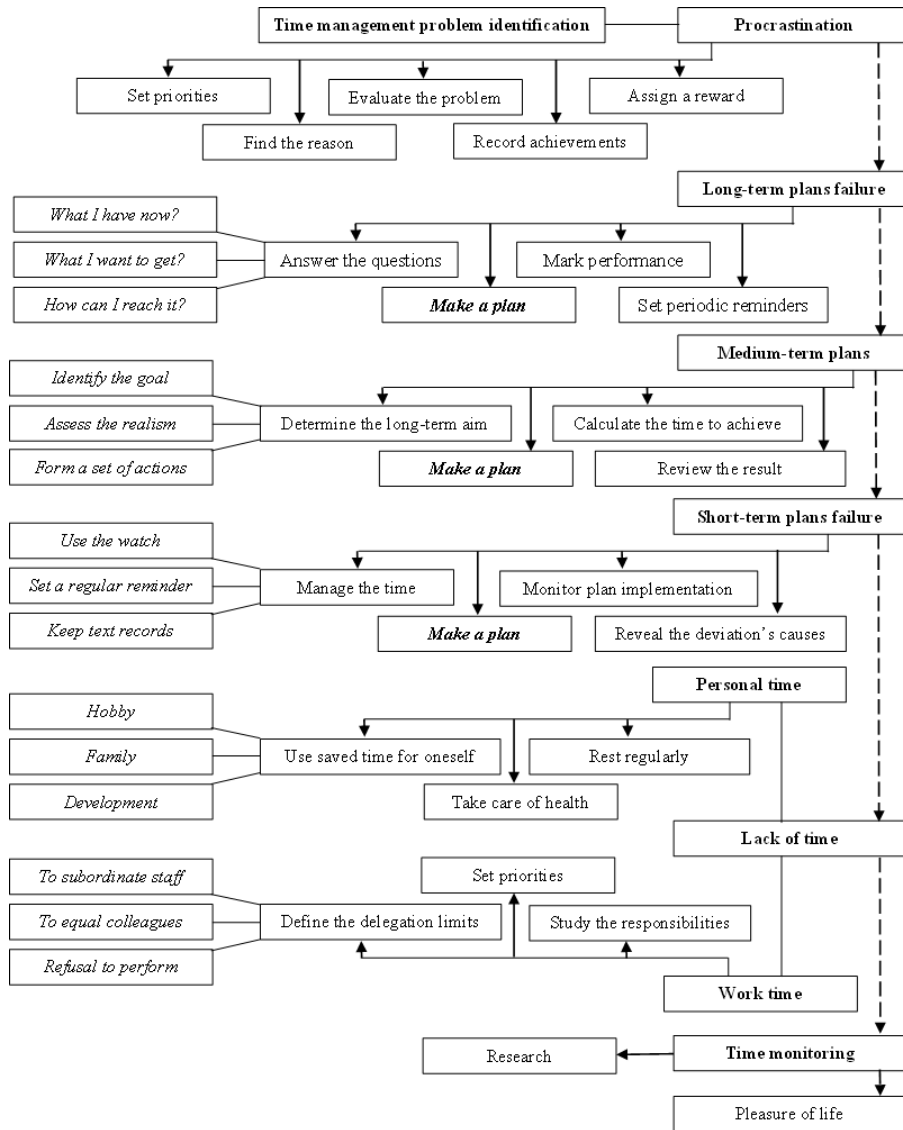 Time management problem identification
Procrastination
Set priorities
Evaluate the problem
Assign a reward
Find the reason
Record achievements
Long-term plans failure
What I have now?
What I want to get?
Answer the questions
Mark performance
How can I reach it?
Make a plan
Set periodic reminders
Medium-term plans
Identify the goal
Assess the realism
Determine the long-term aim
Calculate the time to achieve
Form a set of actions
Make a plan
Review the result
Short-term plans failure
Use the watch
Set a regular reminder
Manage the time
Monitor plan implementation
Keep text records
Make a plan
Reveal the deviation’s causes
Personal time
Hobby
Family
Use saved time for oneself
Rest regularly
Development
Take care of health
Lack of time
To subordinate staff
Set priorities
To equal colleagues
Define the delegation limits
Study the responsibilities
Refusal to perform
Work time
Research
Time monitoring
Pleasure of life